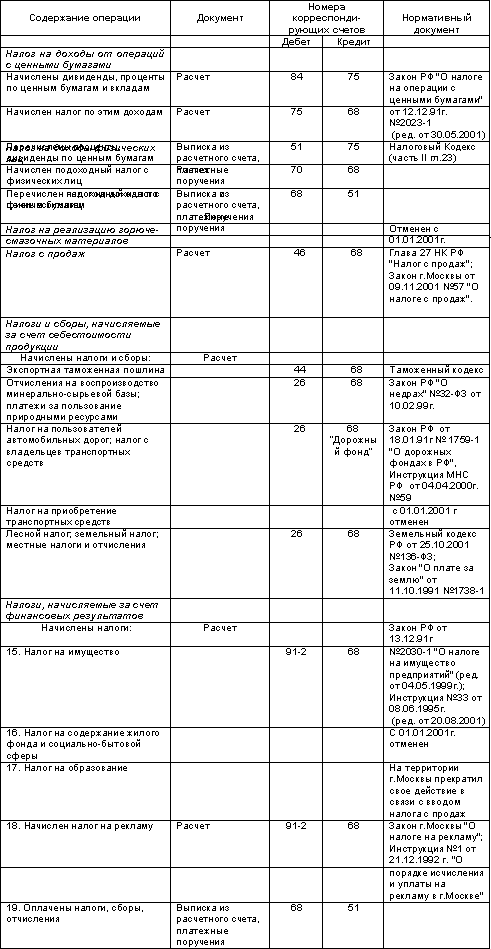 Содержание операции Документ Номера корреспонди- рующих счетов Нормативный документ
Дебет Кредит
Налог на доходы от операций
с ценными бумагами
Начислены дивиденды, проценты Расчет 84 75 Закон РФ "О налоге
по ценным бумагам и вкладам на операции с
ценными бумагами"
Начислен налог по этим доходам Расчет 75 68 от 12.12.91г.
№2023-1
(ред. от 30.05.2001)
Выписка из 51 75 Налоговый Кодекс
дивиденды по ценным бумагам расчетного счета, (часть II гл.23)
Начислен подоходный налог с 70 68
физических лиц поручения
Перечислен Выписка из 68 51
расчетного счета,
платежные
Налог на реализацию горюче- поручения Отменен с
смазочных материалов 01.01.2001г.
Налог с продаж Расчет 46 68 Глава 27 НК РФ
"Налог с продаж";
Закон г.Москвы от
09.11.2001 №57 "О
налоге с продаж".
Налоги и сборы, начисляемые
за счет себестоимости
продукции
Начислены налоги и сборы: Расчет
Экспортная таможенная пошлина 44 68 Таможенный кодекс
Отчисления на воспроизводство 26 68 Закон РФ "О
минерально-сырьевой базы; недрах" №32-ФЗ от
платежи за пользование 10.02.99г.
природными ресурсами
Налог на пользователей 26 68 Закон РФ от
автомобильных дорог; налог с "Дорожны 18.01.91г № 1759-1
владельцев транспортных й фонд" "О дорожных
средств фондах в РФ",
Инструкция МНС
РФ от 04.04.2000г.
№59
Налог на приобретение с 01.01.2001 г
транспортных средств отменен
Лесной налог; земельный налог; 26 68 Земельный кодекс
местные налоги и отчисления РФ от 25.10.2001
№136-ФЗ;
Закон "О плате за
землю" от
11.10.1991 №1738-1
Налоги, начисляемые за счет
финансовых результатов
Начислены налоги: Расчет Закон РФ от
13.12.91г
15. Налог на имущество 91-2 68 №2030-1 "О налоге
на имущество
предприятий" (ред.
от 04.05.1999г.);
Инструкция №33 от
08.06.1995г.
(ред. от 20.08.2001)
16. Налог на содержание жилого С 01.01.2001г.
фонда и социально-бытовой отменен
сферы
17. Налог на образование На территории
г.Москвы прекратил
свое действие в
связи с вводом
налога с продаж
18. Начислен налог на рекламу Расчет 91-2 68 Закон г.Москвы "О
налоге на рекламу";
Инструкция №1 от
21.12.1992 г. "О
порядке исчисления
и уплаты на
рекламу в г.Москве"
19. Оплачены налоги, сборы, Выписка из 68 51
отчисления расчетного счета,
платежные
поручения